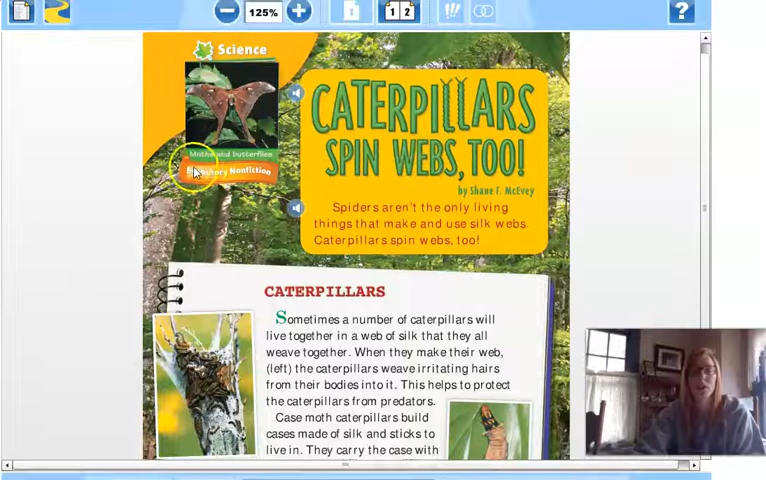 125%
1
1 2
?
Science
Moths and butterflies
Expository Nonfiction
CATERPILLARS
SPIN WEBS, TOO!
by Shane F. McEvey
Spiders aren't the only living
things that make and use silk webs.
Caterpillars spin webs, too!
CATERPILLARS
Sometimes a number of caterpillars will
live together in a web of silk that they all
weave together. When they make their web,
(left) the caterpillars weave irritating hairs
from their bodies into it. This helps to protect
the caterpillars from predators.
Case moth caterpillars build
cases made of silk and sticks to
live in. They carry the case with